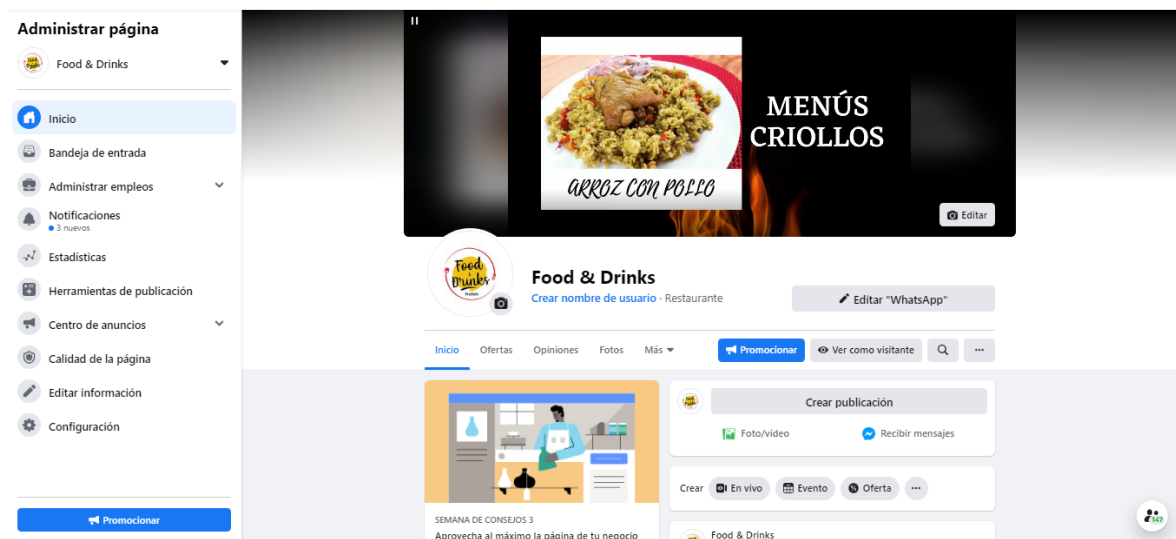 Administrar página
Food & Drinks
Inicio
Bandeja de entrada
Administrar empleos
Notificaciones
3 nuevos
Estadísticas
Herramientas de publicación
Centro de anuncios
Calidad de la página
Editar información
Configuración
Promocionar
MENÚS
CRIOLLOS
ARROZ CON POLLO
Editar
Food
Drinks
Food & Drinks
Crear nombre de usuario · Restaurante
Editar "WhatsApp"
Inicio Ofertas Opiniones Fotos Más
Promocionar Ver como visitante
SEMANA DE CONSEJOS 3
Aprovecha al máximo la página de tu negocio
Crear publicación
Foto/video Recibir mensajes
Crear En vivo Evento Oferta
Food & Drinks
147